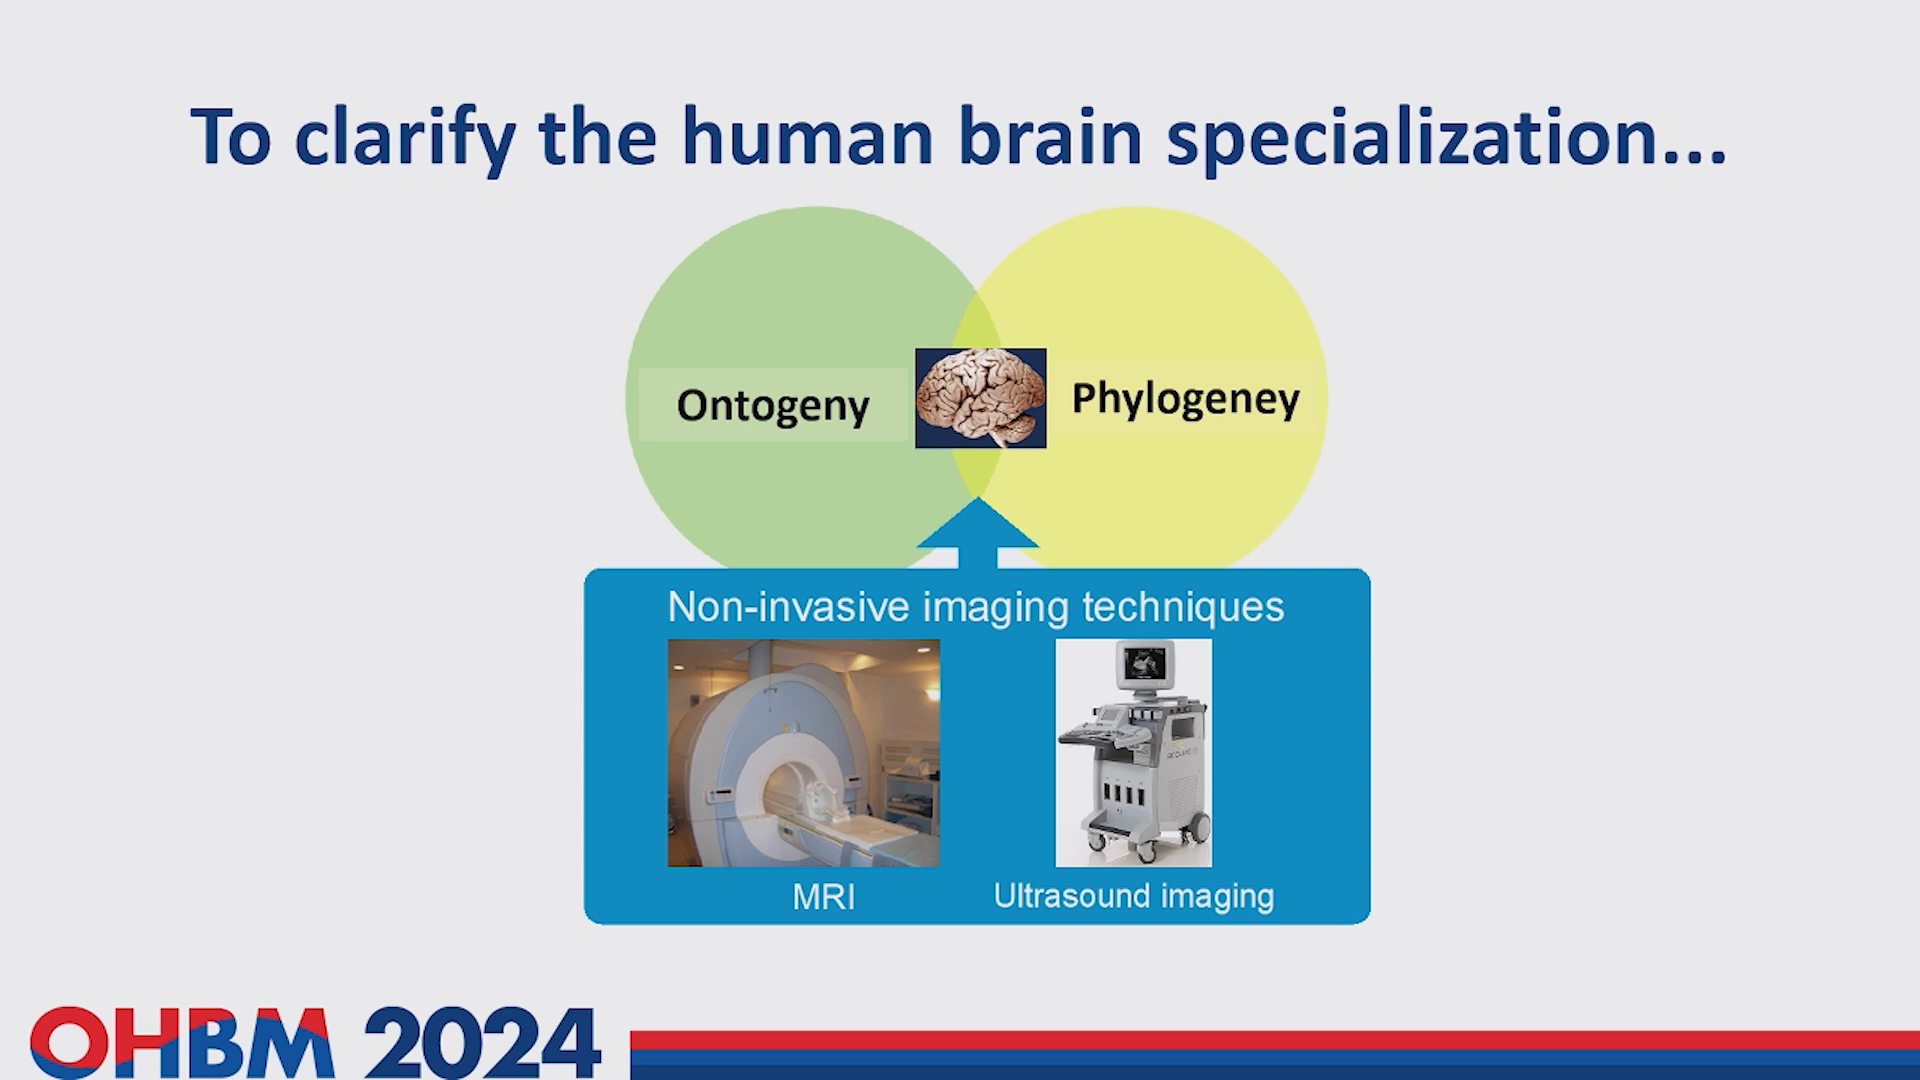 To clarify the human brain specialization...
Ontogeny
Phylogeney
Non-invasive imaging techniques
MRI
Ultrasound imaging
OHBM 2024